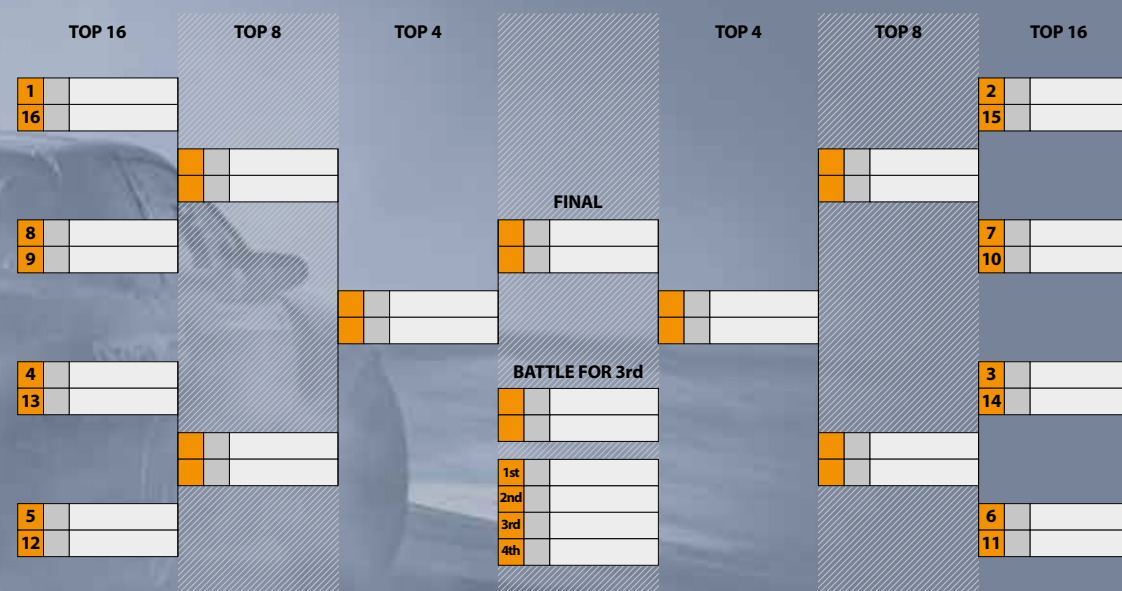 TOP 16
TOP 8
TOP 4
TOP 4
TOP 8
TOP 16
1
16
8
9
4
13
5
12
FINAL
BATTLE FOR 3rd
1st
2nd
3rd
4th
2
15
7
10
3
14
6
11